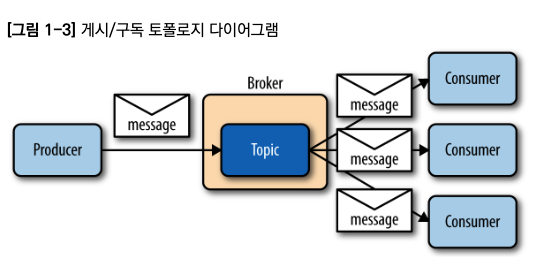 [그림 1-3] 게시/구독 토폴로지 다이어그램
Broker
message
Producer
Topic
message
message
message
Consumer
Consumer
Consumer